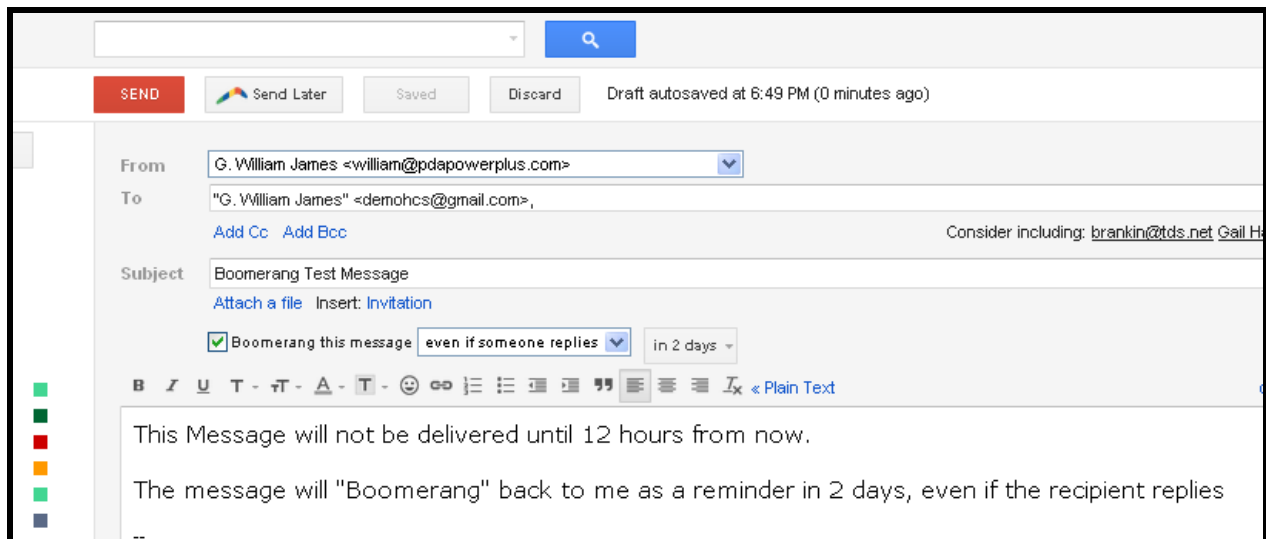 SEND Send Later Saved Discard Draft autosaved at 6:49 PM (0 minutes ago)
From G. William James <william@pdapowerplus.com>
To "G. William James" <demohcs@gmail.com>,
Add Cc Add Bcc Consider including: brankin@tds.net Gail
Subject Boomerang Test Message
Attach a file Insert: Invitation
Boomerang this message even if someone replies in 2 days
B I U T T A T Tx « Plain Text
This Message will not be delivered until 12 hours from now.
The message will "Boomerang" back to me as a reminder in 2 days, even if the recipient replies
--